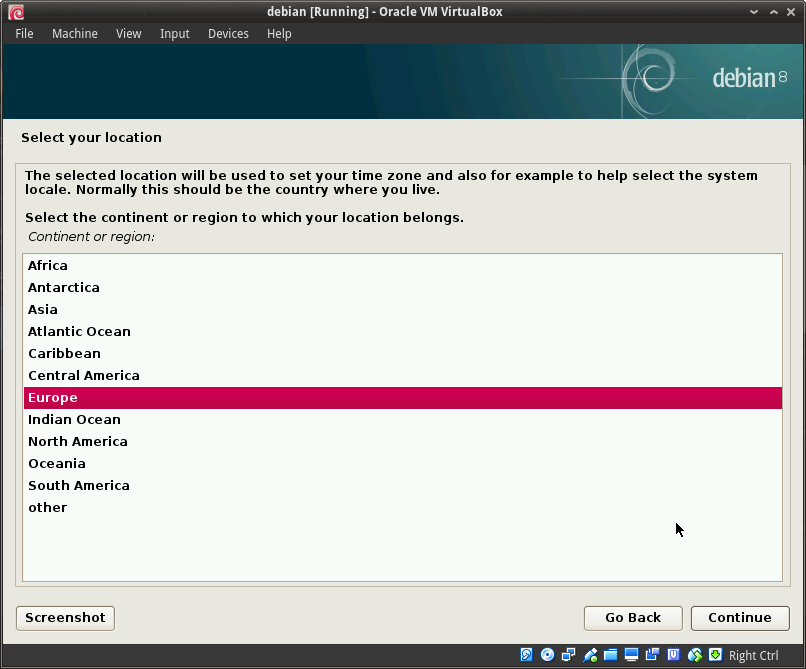 debian [Running] - Oracle VM VirtualBox
File Machine View Input Devices Help
debian 8
Select your location
The selected location will be used to set your time zone and also for example to help select the system
locale. Normally this should be the country where you live.
Select the continent or region to which your location belongs.
Continent or region:
Africa
Antarctica
Asia
Atlantic Ocean
Caribbean
Central America
Europe
Indian Ocean
North America
Oceania
South America
other
Screenshot Go Back Continue
Right Ctrl